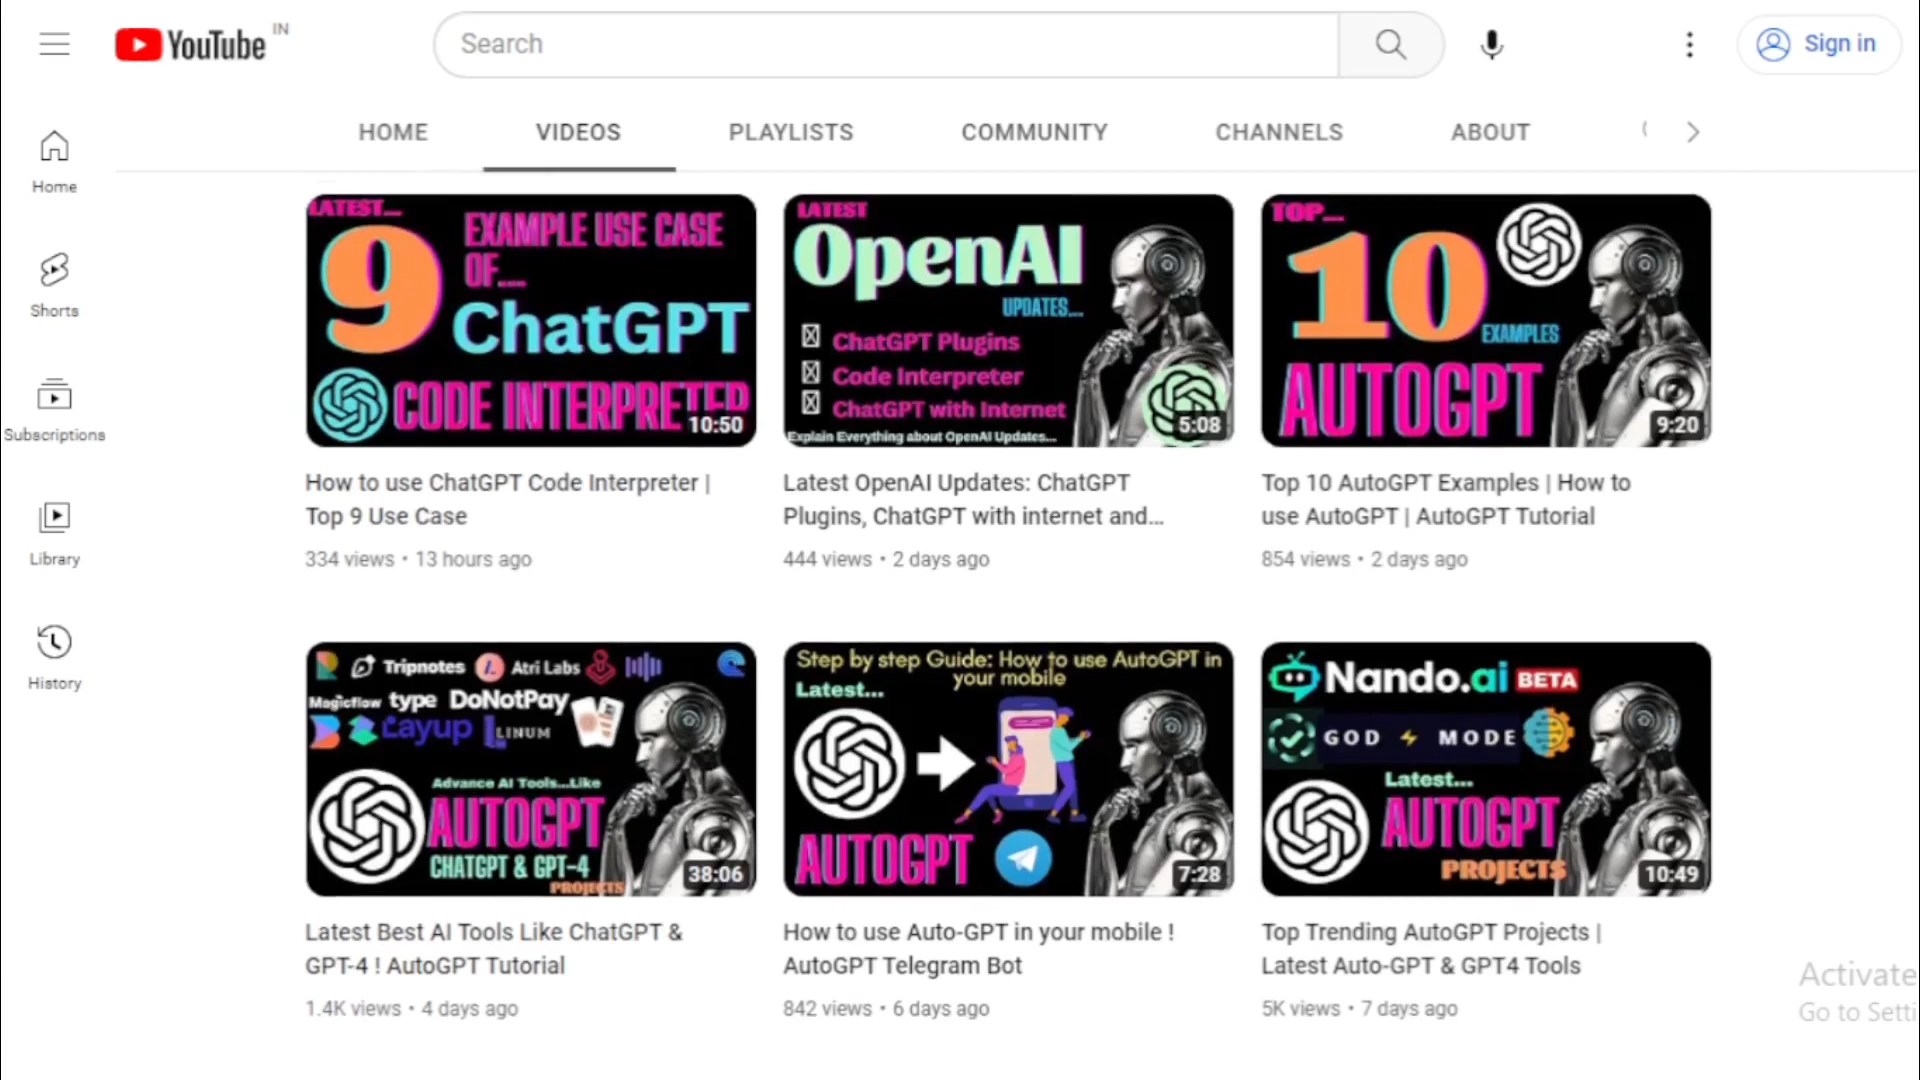 YouTube IN
Search
Sign in
HOME
VIDEOS
PLAYLISTS
COMMUNITY
CHANNELS
ABOUT
Home
Shorts
Subscriptions
Library
History
LATEST...
9
EXAMPLE USE CASE
OF....
ChatGPT
CODE INTERPRETER
10:50
How to use ChatGPT Code Interpreter |
Top 9 Use Case
334 views • 13 hours ago
LATEST
OpenAI
UPDATES....
ChatGPT Plugins
Code Interpreter
ChatGPT with Internet
Explain Everything about OpenAI Updates...
5:08
Latest OpenAI Updates: ChatGPT
Plugins, ChatGPT with internet and...
444 views • 2 days ago
TOP...
10
EXAMPLES
AUTOGPT
9:20
Top 10 AutoGPT Examples | How to
use AutoGPT | AutoGPT Tutorial
854 views • 2 days ago
Tripnotes Atri Labs
Magicflow type DoNotPay
Layup LINUM
Advance AI Tools...Like
AUTOGPT
CHATGPT & GPT-4
PROJECTS
38:06
Latest Best AI Tools Like ChatGPT &
GPT-4 ! AutoGPT Tutorial
1.4K views • 4 days ago
Step by step Guide: How to use AutoGPT in
your mobile
Latest...
AUTOGPT
7:28
How to use Auto-GPT in your mobile !
AutoGPT Telegram Bot
842 views • 6 days ago
Nando.ai BETA
GOD MODE
Latest...
AUTOGPT
PROJECTS
10:49
Top Trending AutoGPT Projects |
Latest Auto-GPT & GPT4 Tools
5K views • 7 days ago
Activate
Go to Setti